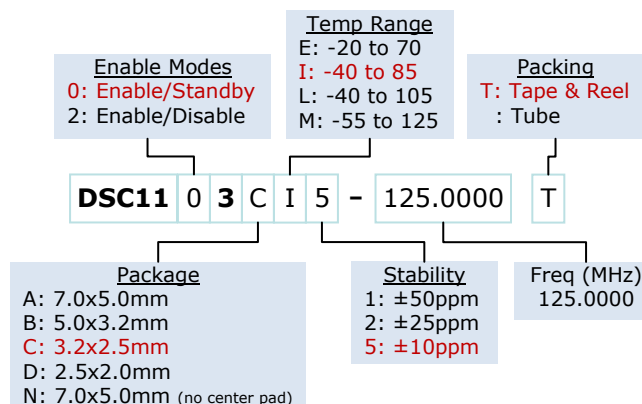 Temp Range
E: -20 to 70
I: -40 to 85
L: -40 to 105
M: -55 to 125
Enable Modes
0: Enable/Standby
2: Enable/Disable
Packing
T: Tape & Reel
: Tube
DSC11 0 3 C I 5 - 125.0000 T
Package
A: 7.0x5.0mm
B: 5.0x3.2mm
C: 3.2x2.5mm
D: 2.5x2.0mm
N: 7.0x5.0mm (no center pad)
Stability
1: ±50ppm
2: ±25ppm
5: ±10ppm
Freq (MHz)
125.0000